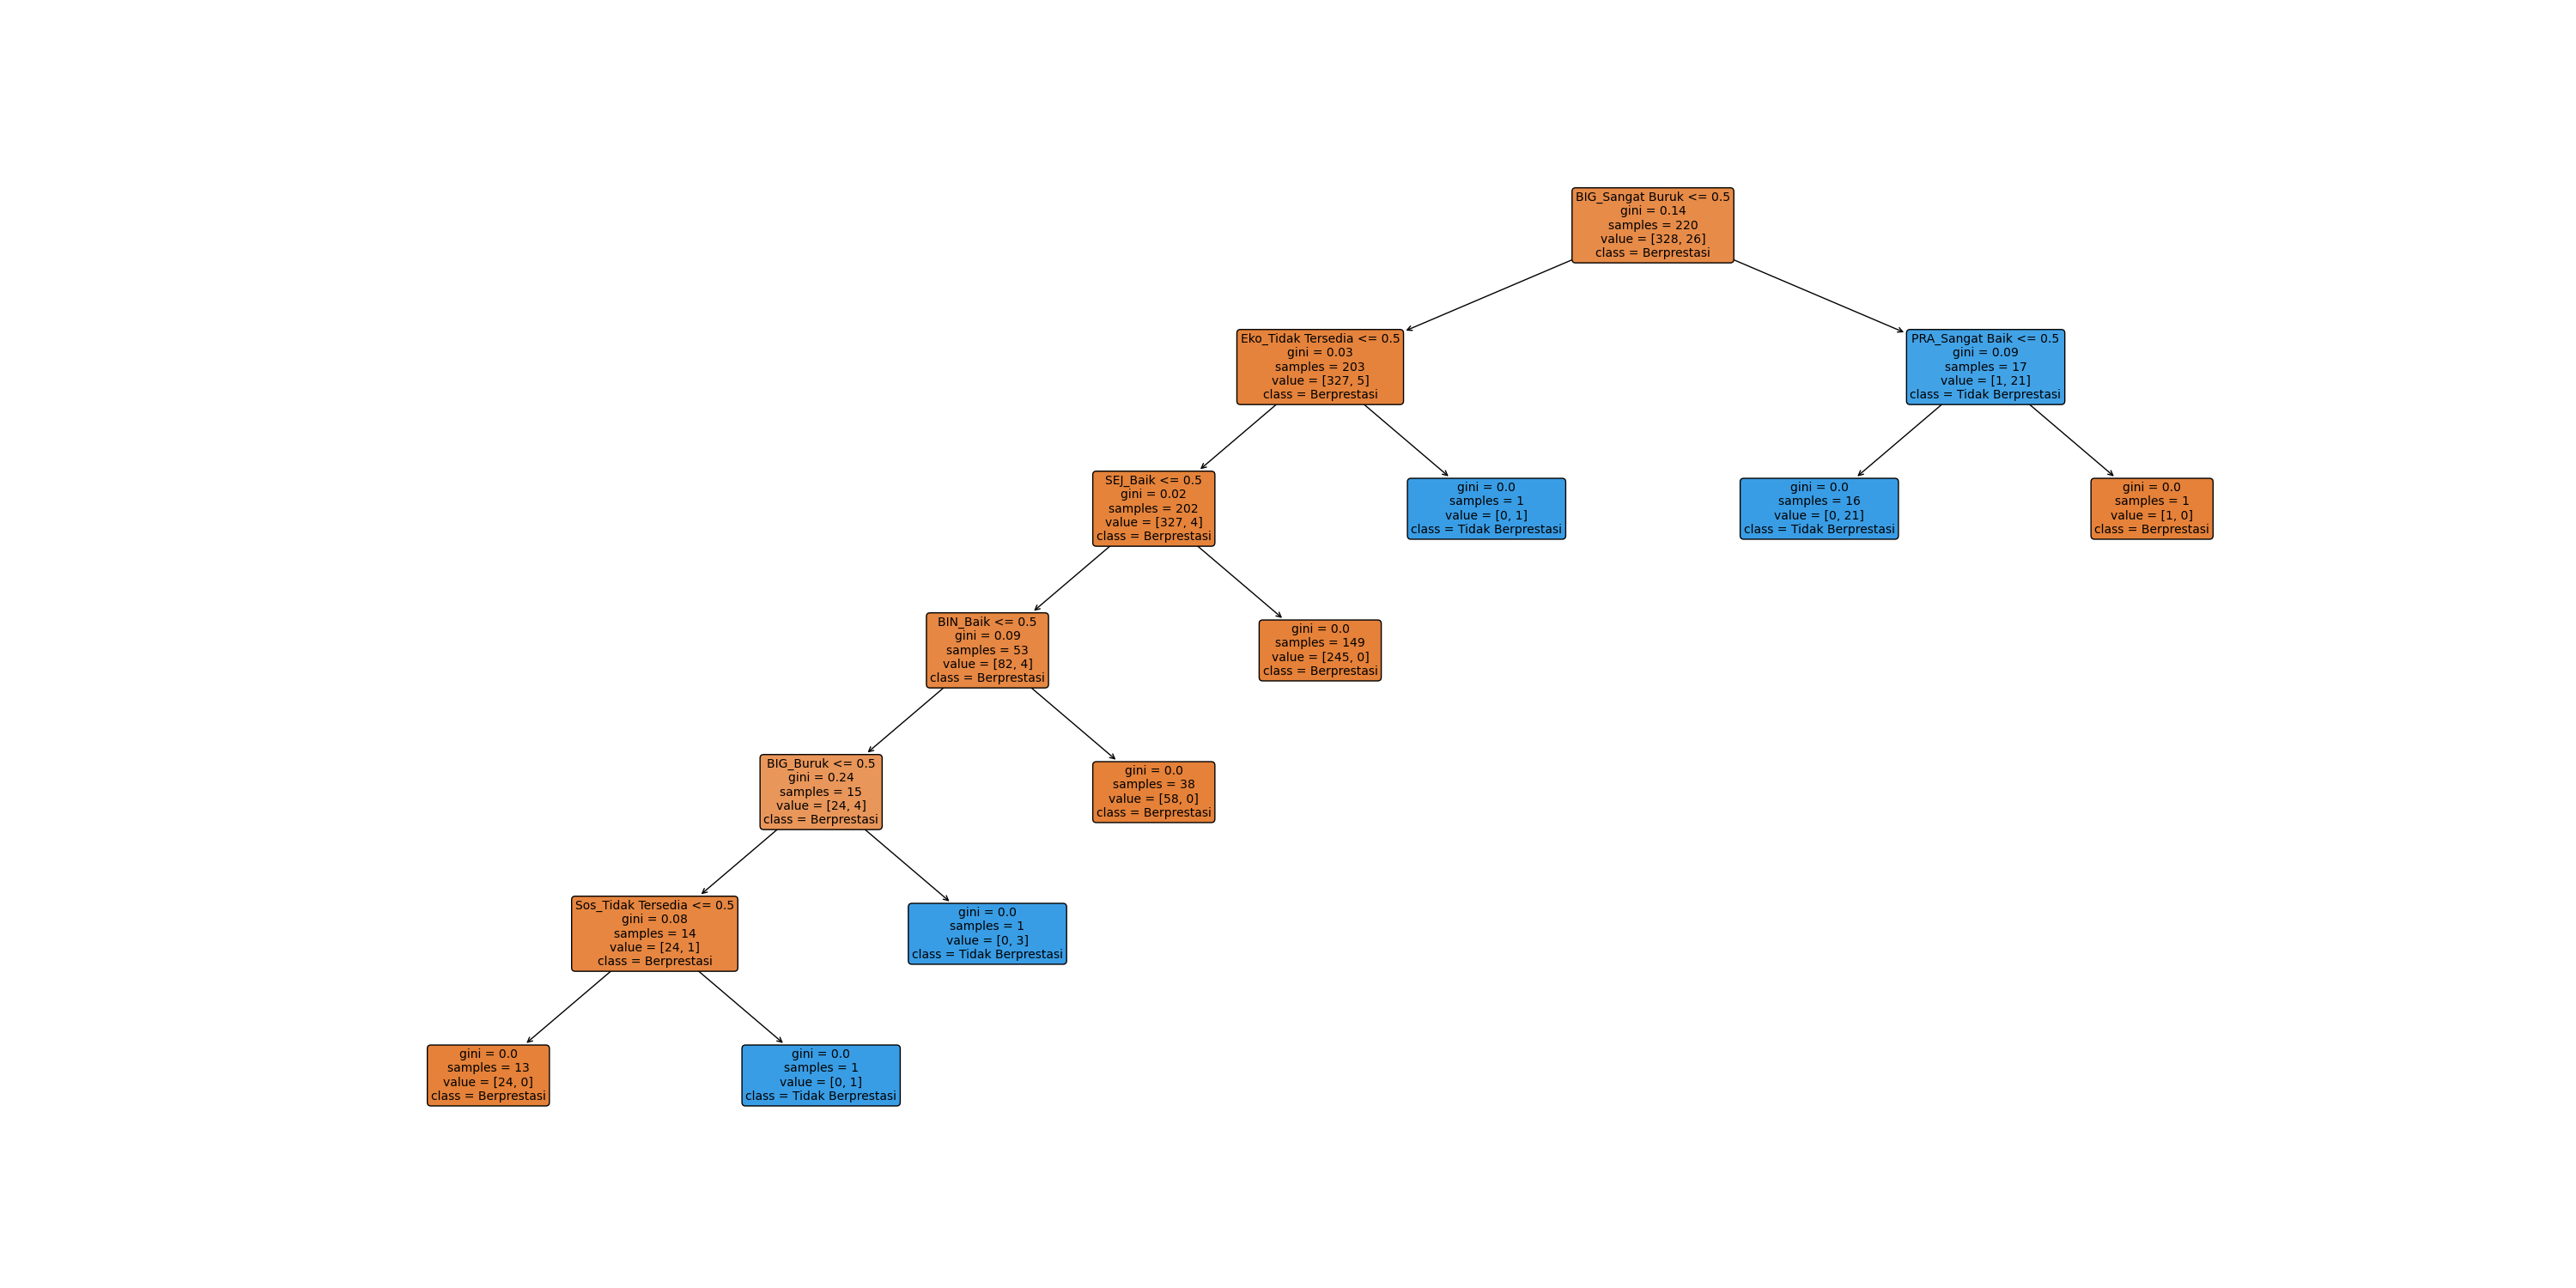 BIG_Sangat Buruk <= 0.5
gini = 0.14
samples = 220
value = [328, 26]
class = Berprestasi
Eko_Tidak Tersedia <= 0.5
gini = 0.03
samples = 203
value = [327, 5]
class = Berprestasi
PRA_Sangat Baik <= 0.5
gini = 0.09
samples = 17
value = [1, 21]
class = Tidak Berprestasi
SEJ_Baik <= 0.5
gini = 0.02
samples = 202
value = [327, 4]
class = Berprestasi
gini = 0.0
samples = 1
value = [0, 1]
class = Tidak Berprestasi
gini = 0.0
samples = 16
value = [0, 21]
class = Tidak Berprestasi
gini = 0.0
samples = 1
value = [1, 0]
class = Berprestasi
BIN_Baik <= 0.5
gini = 0.09
samples = 53
value = [82, 4]
class = Berprestasi
gini = 0.0
samples = 149
value = [245, 0]
class = Berprestasi
BIG_Buruk <= 0.5
gini = 0.24
samples = 15
value = [24, 4]
class = Berprestasi
gini = 0.0
samples = 38
value = [58, 0]
class = Berprestasi
Sos_Tidak Tersedia <= 0.5
gini = 0.08
samples = 14
value = [24, 1]
class = Berprestasi
gini = 0.0
samples = 1
value = [0, 3]
class = Tidak Berprestasi
gini = 0.0
samples = 13
value = [24, 0]
class = Berprestasi
gini = 0.0
samples = 1
value = [0, 1]
class = Tidak Berprestasi